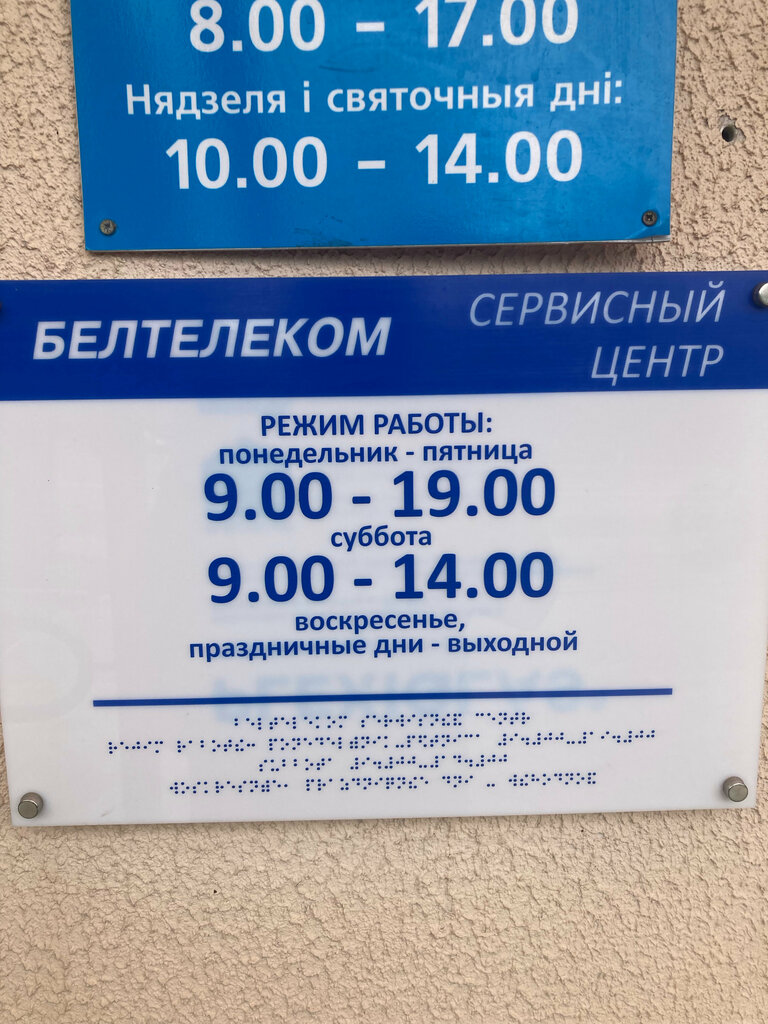 8.00 – 17.00
Нядзеля і святочныя дні:
10.00 – 14.00
БЕЛТЕЛЕКОМ
СЕРВИСНЫЙ
ЦЕНТР
РЕЖИМ РАБОТЫ:
понедельник - пятница
9.00 - 19.00
суббота
9.00 - 14.00
воскресенье,
праздничные дни - выходной